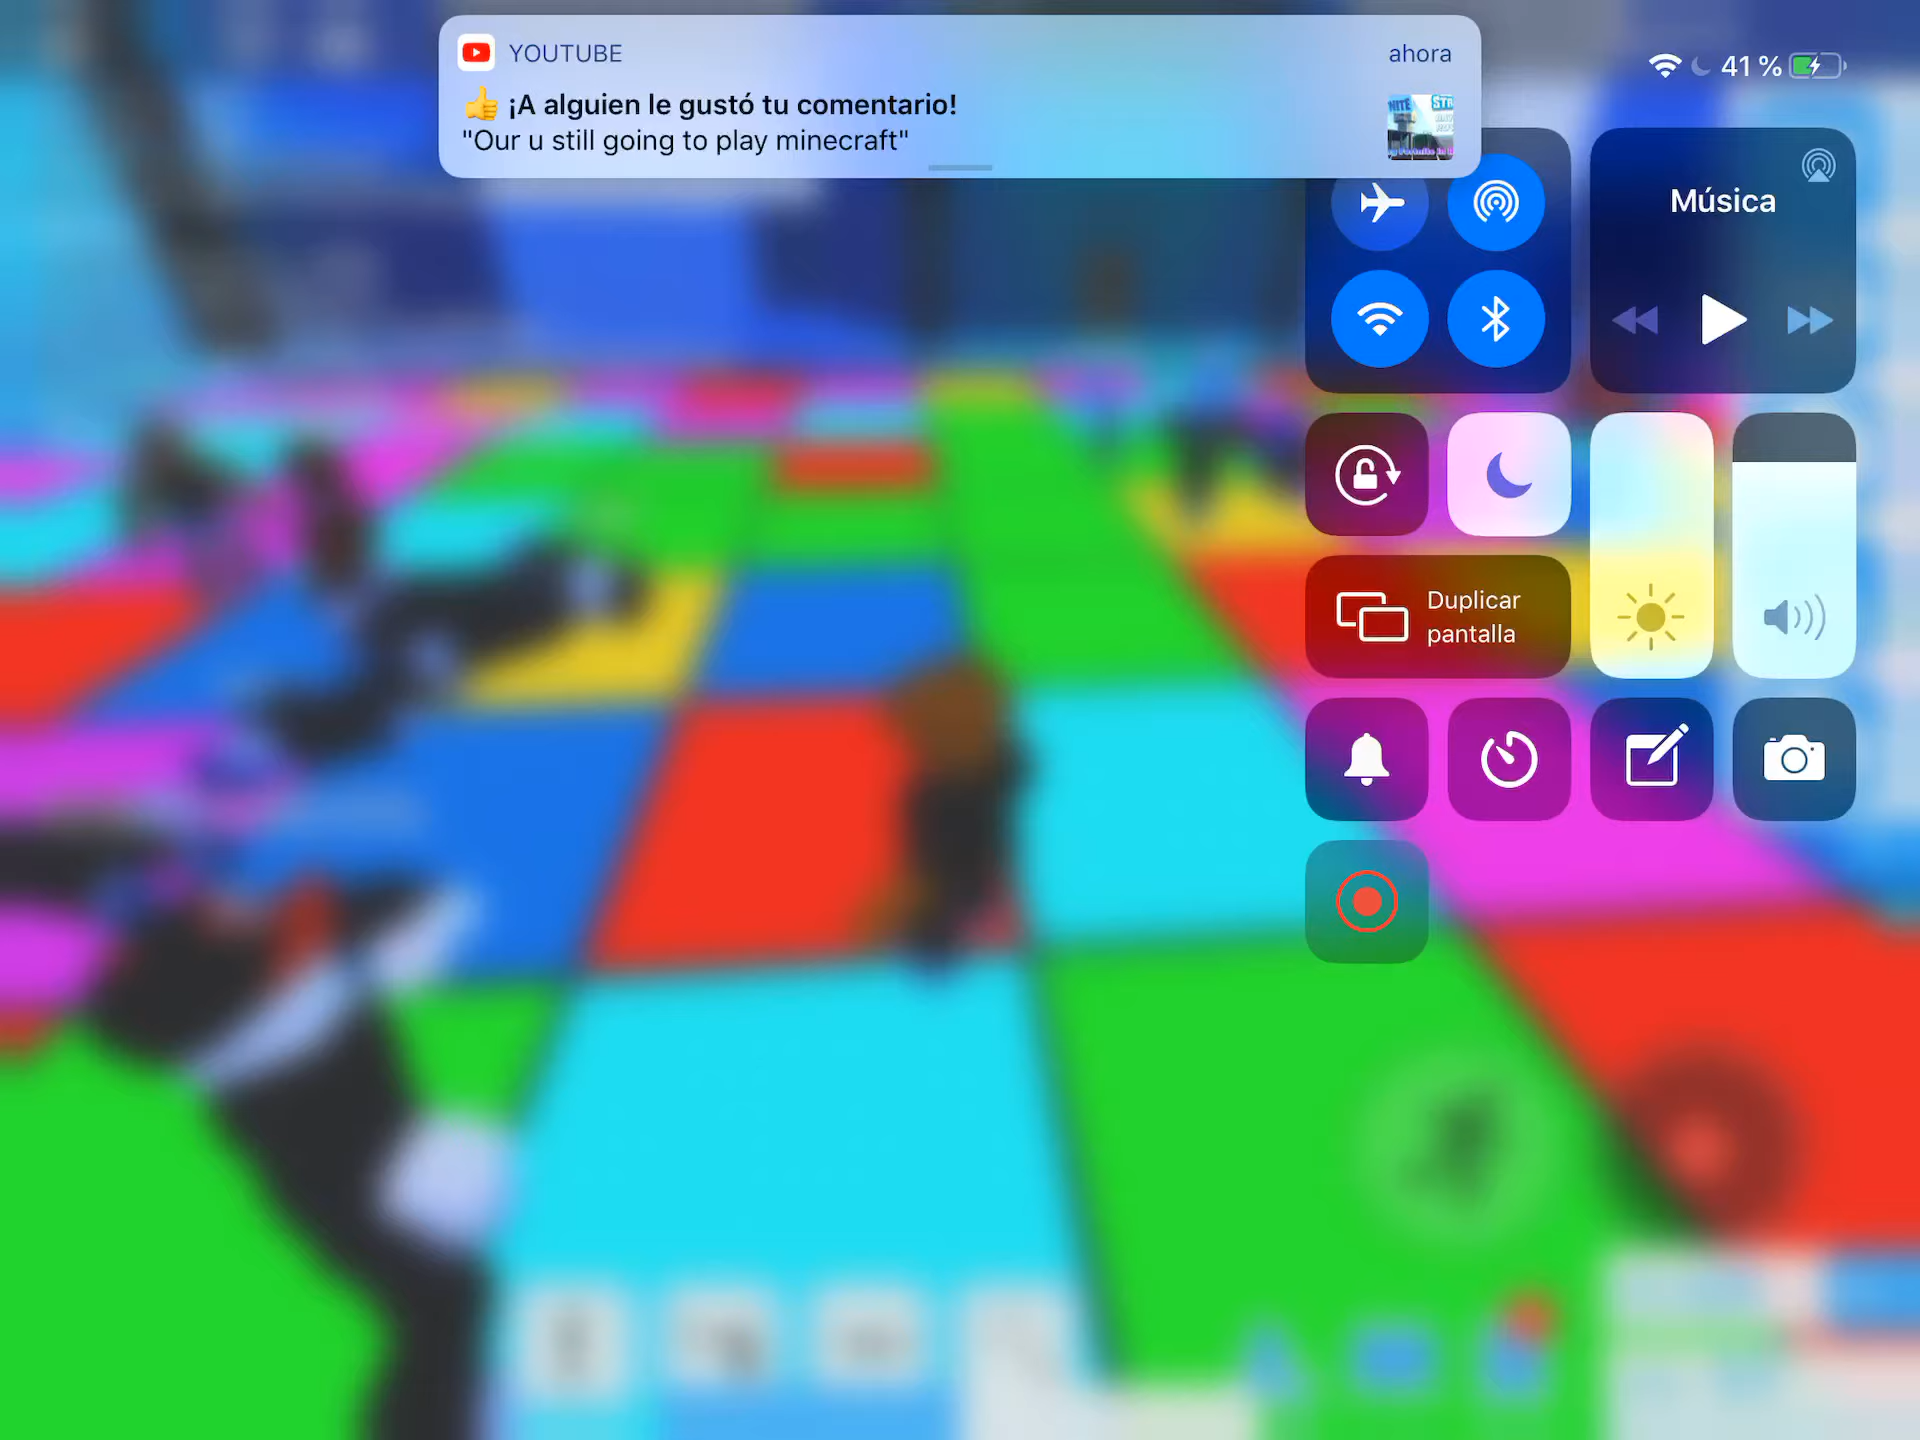 YOUTUBE
ahora
👍 ¡A alguien le gustó tu comentario!
"Our u still going to play minecraft"
41 %
Música
Duplicar
pantalla